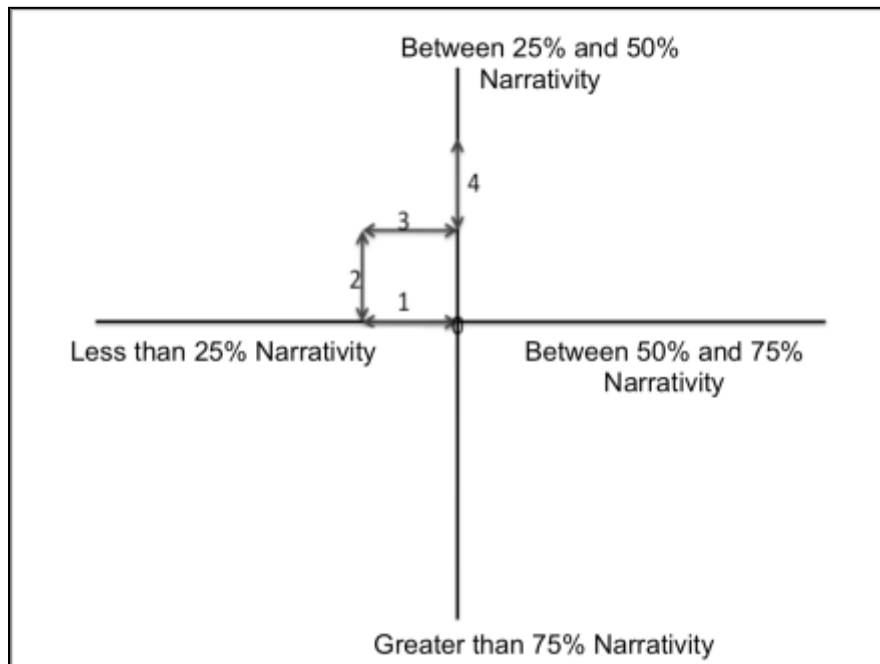 Between 25% and 50%
Narrativity
4
3
2
1
0
Less than 25% Narrativity
Between 50% and 75%
Narrativity
Greater than 75% Narrativity